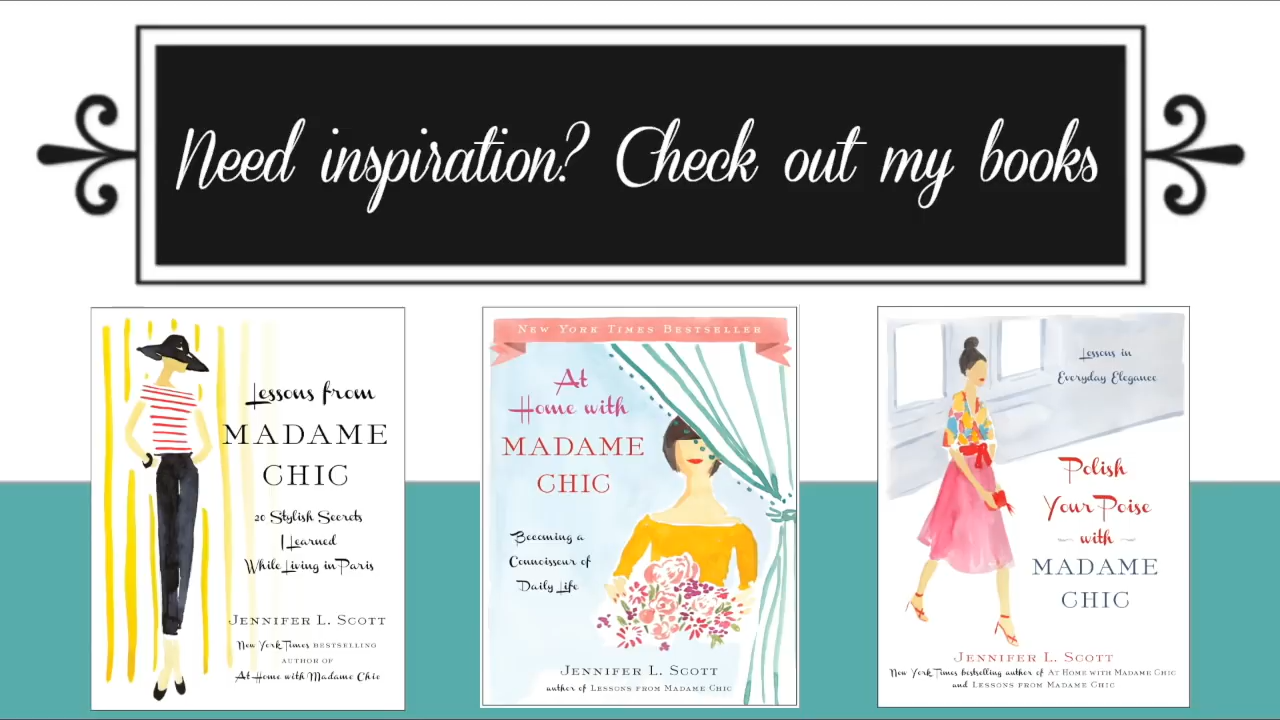 Need inspiration? Check out my books
Lessons from
MADAME
CHIC
20 Stylish Secrets
I Learned
While Living in Paris
JENNIFER L. SCOTT
New York Times BESTSELLING
AUTHOR OF
At Home with Madame Chic
NEW YORK TIMES BESTSELLER
At
Home with
MADAME
CHIC
Becoming a
Connoisseur of
Daily Life
JENNIFER L. SCOTT
author of LESSONS FROM MADAME CHIC
Lessons in
Everyday Elegance
Polish
Your Poise
with
MADAME
CHIC
JENNIFER L. SCOTT
New York Times bestselling author of AT HOME WITH MADAME CHIC
and LESSONS FROM MADAME CHIC